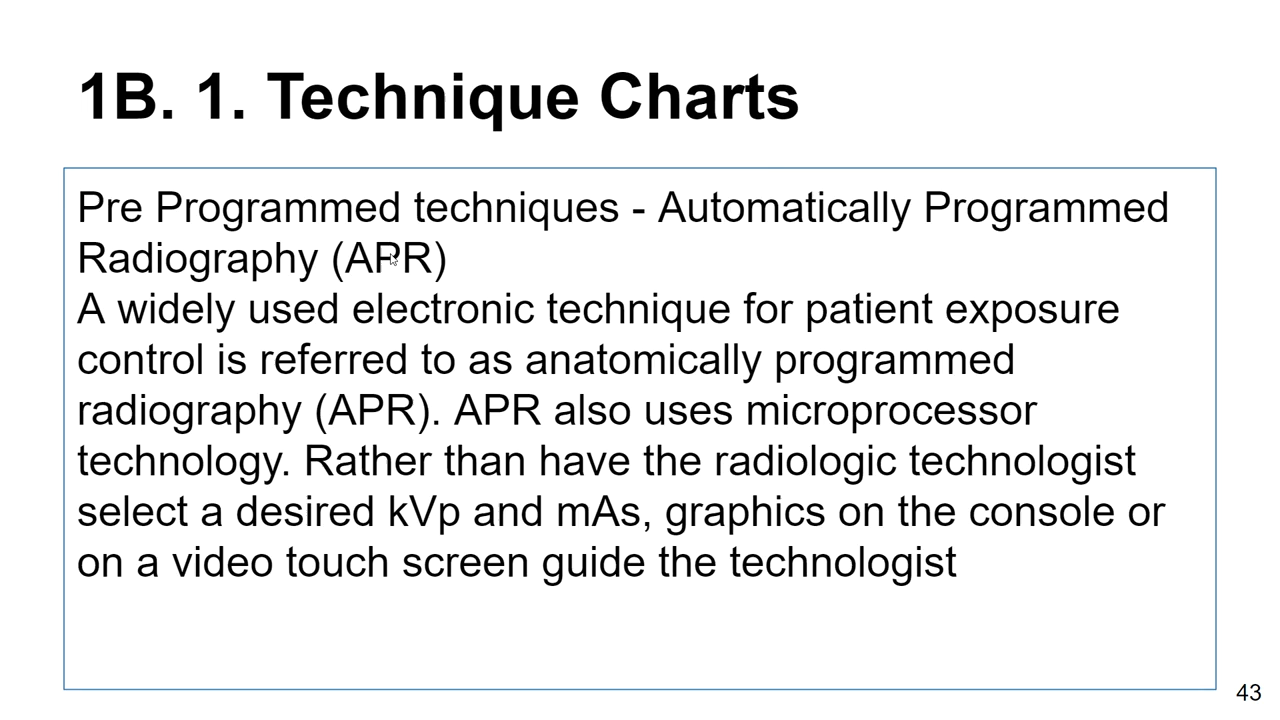 1B. 1. Technique Charts
Pre Programmed techniques - Automatically Programmed
Radiography (APR)
A widely used electronic technique for patient exposure
control is referred to as anatomically programmed
radiography (APR). APR also uses microprocessor
technology. Rather than have the radiologic technologist
select a desired kVp and mAs, graphics on the console or
on a video touch screen guide the technologist
43